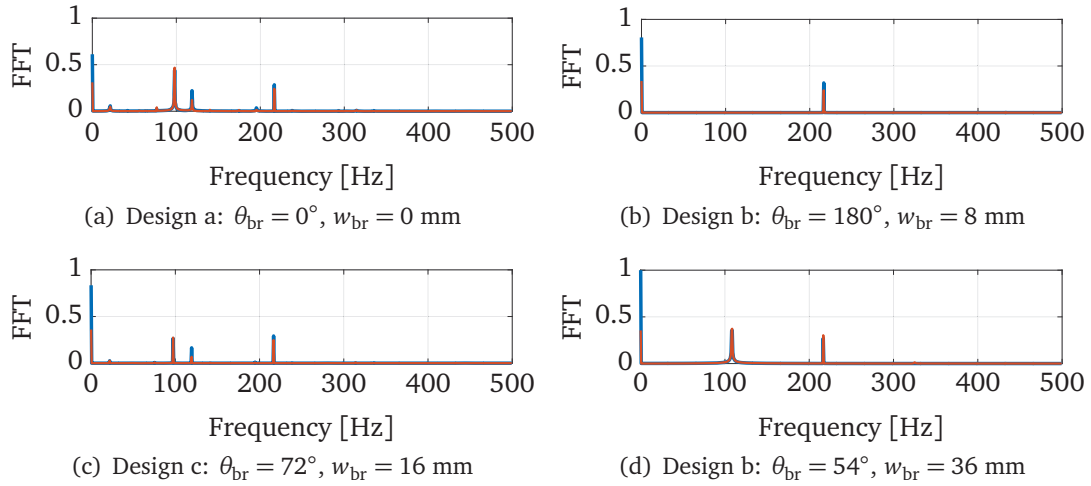 1
FFT
0.5
0
0 100 200 300 400 500
Frequency [Hz]
(a) Design a: θbr = 0°, wbr = 0 mm
1
FFT
0.5
0
0 100 200 300 400 500
Frequency [Hz]
(b) Design b: θbr = 180°, wbr = 8 mm
1
FFT
0.5
0
0 100 200 300 400 500
Frequency [Hz]
(c) Design c: θbr = 72°, wbr = 16 mm
1
FFT
0.5
0
0 100 200 300 400 500
Frequency [Hz]
(d) Design b: θbr = 54°, wbr = 36 mm